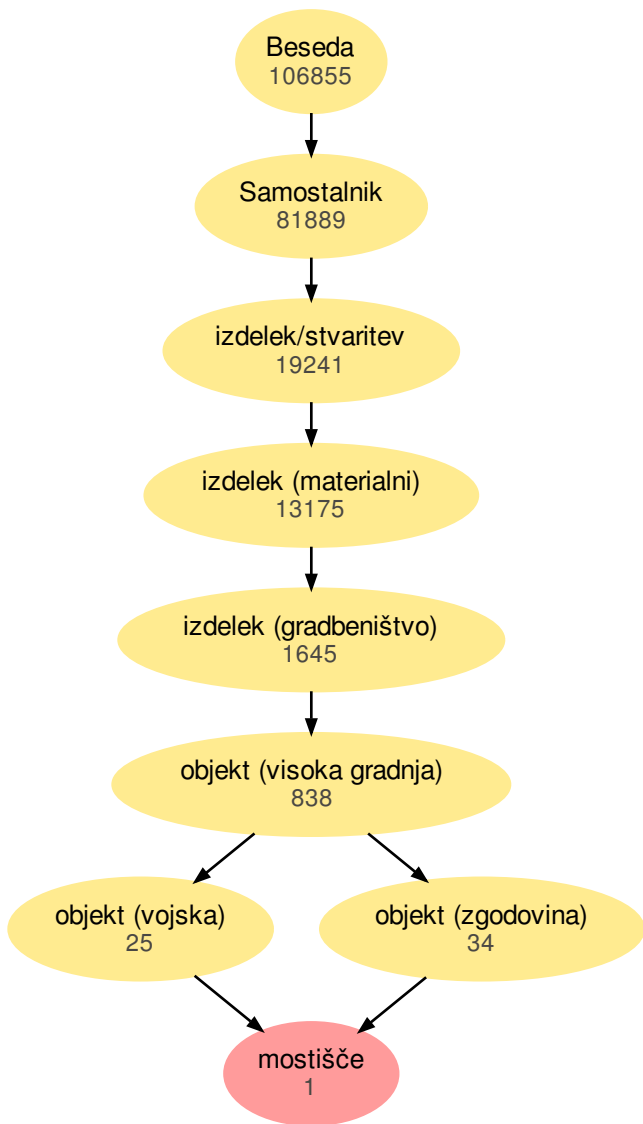 Beseda
106855
Samostalnik
81889
izdelek/stvaritev
19241
izdelek (materialni)
13175
izdelek (gradbeništvo)
1645
objekt (visoka gradnja)
838
objekt (vojska)
25
objekt (zgodovina)
34
mostišče
1